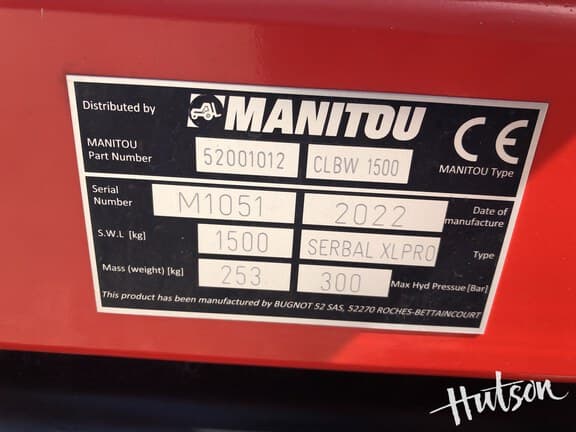 Distributed by MANITOU CE
MANITOU
Part Number 52001012 CLBW 1500 MANITOU Type
Serial
Number M1051 2022 Date of
manufacture
S.W.L [kg] 1500 SERBAL XLPRO Type
Mass (weight) [kg] 253 300 Max Hyd Pressue [Bar]
This product has been manufactured by BUGNOT 52 SAS, 52270 ROCHES-BETTAINCOURT
Hutson